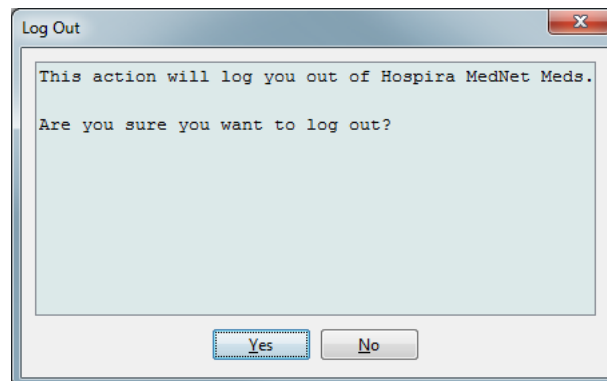 Log Out
This action will log you out of Hospira MedNet Meds.
Are you sure you want to log out?
Yes No